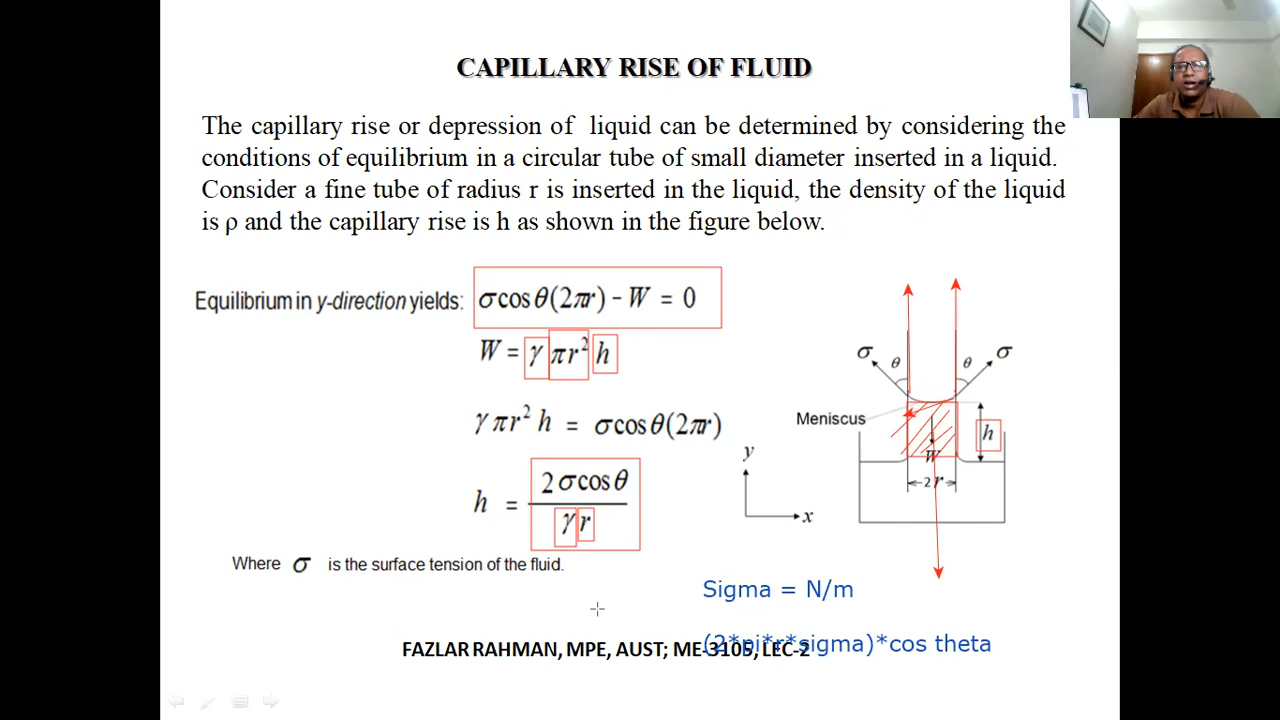 CAPILLARY RISE OF FLUID
The capillary rise or depression of liquid can be determined by considering the
conditions of equilibrium in a circular tube of small diameter inserted in a liquid.
Consider a fine tube of radius r is inserted in the liquid, the density of the liquid
is ρ and the capillary rise is h as shown in the figure below.
Equilibrium in y-direction yields: σcosθ(2πr) - W = 0
W = γ πr² h
γ πr² h = σcosθ(2πr)
h = 2σcosθ / γ r
Where σ is the surface tension of the fluid.
σ θ θ σ
Meniscus
h
W
2r
y
x
Sigma = N/m
(2*pi*r*sigma)*cos theta
FAZLAR RAHMAN, MPE, AUST; ME-3105, LEC-2